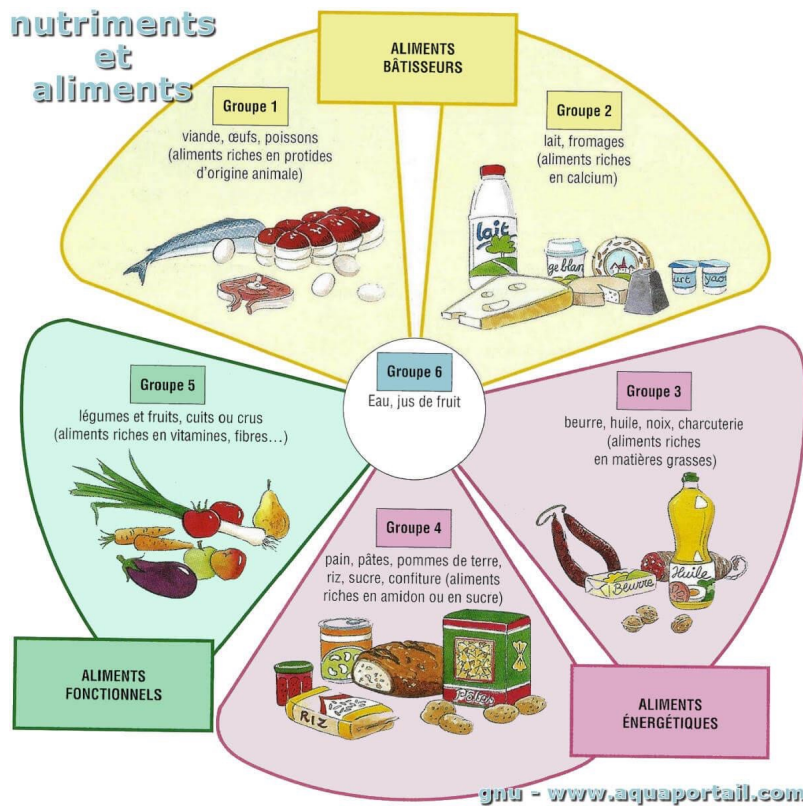 nutriments
et
aliments
ALIMENTS
BÂTISSEURS
Groupe 1
viande, œufs, poissons
(aliments riches en protides
d'origine animale)
Groupe 2
lait, fromages
(aliments riches
en calcium)
lait
ge blan
urt
yao
Groupe 6
Eau, jus de fruit
Groupe 5
légumes et fruits, cuits ou crus
(aliments riches en vitamines, fibres...)
Groupe 3
beurre, huile, noix, charcuterie
(aliments riches
en matières grasses)
Huile
Beurre
Groupe 4
pain, pâtes, pommes de terre,
riz, sucre, confiture (aliments
riches en amidon ou en sucre)
pâtes
RIZ
ALIMENTS
FONCTIONNELS
ALIMENTS
ÉNERGÉTIQUES
gnu - www.aquaportail.com